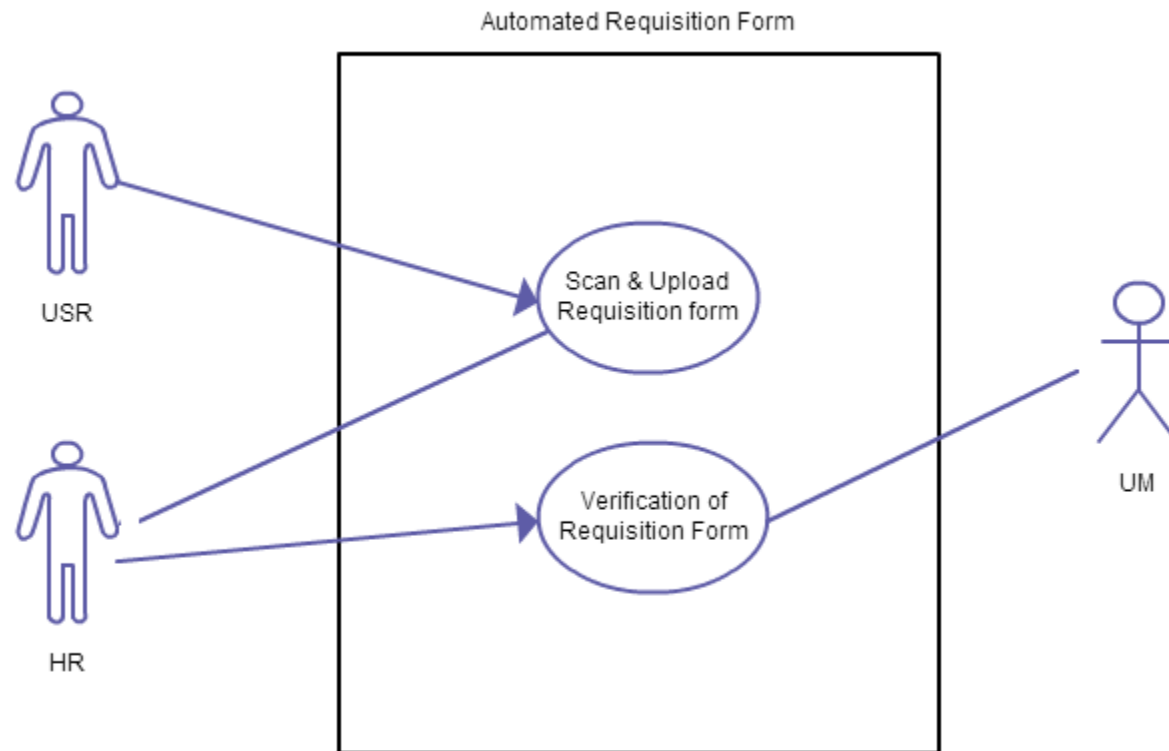 Automated Requisition Form
USR
Scan & Upload
Requisition form
UM
Verification of
Requisition Form
HR